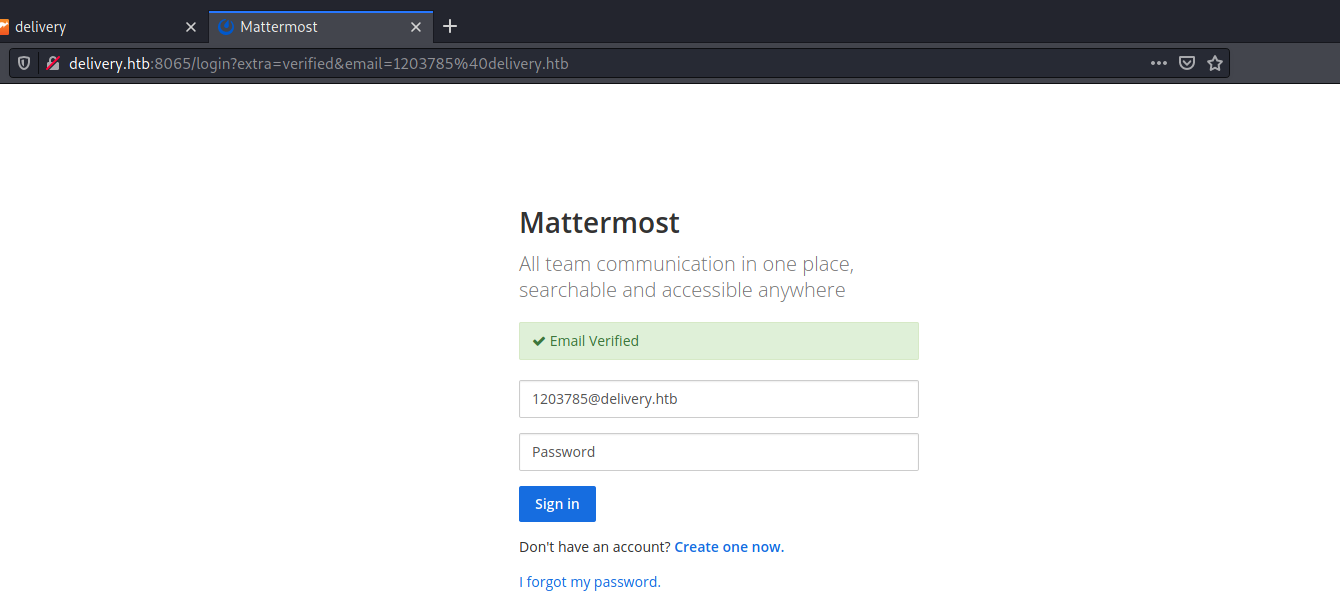 delivery
Mattermost
delivery.htb:8065/login?extra=verified&email=1203785%40delivery.htb
Mattermost
All team communication in one place,
searchable and accessible anywhere
Email Verified
1203785@delivery.htb
Password
Sign in
Don't have an account? Create one now.
I forgot my password.